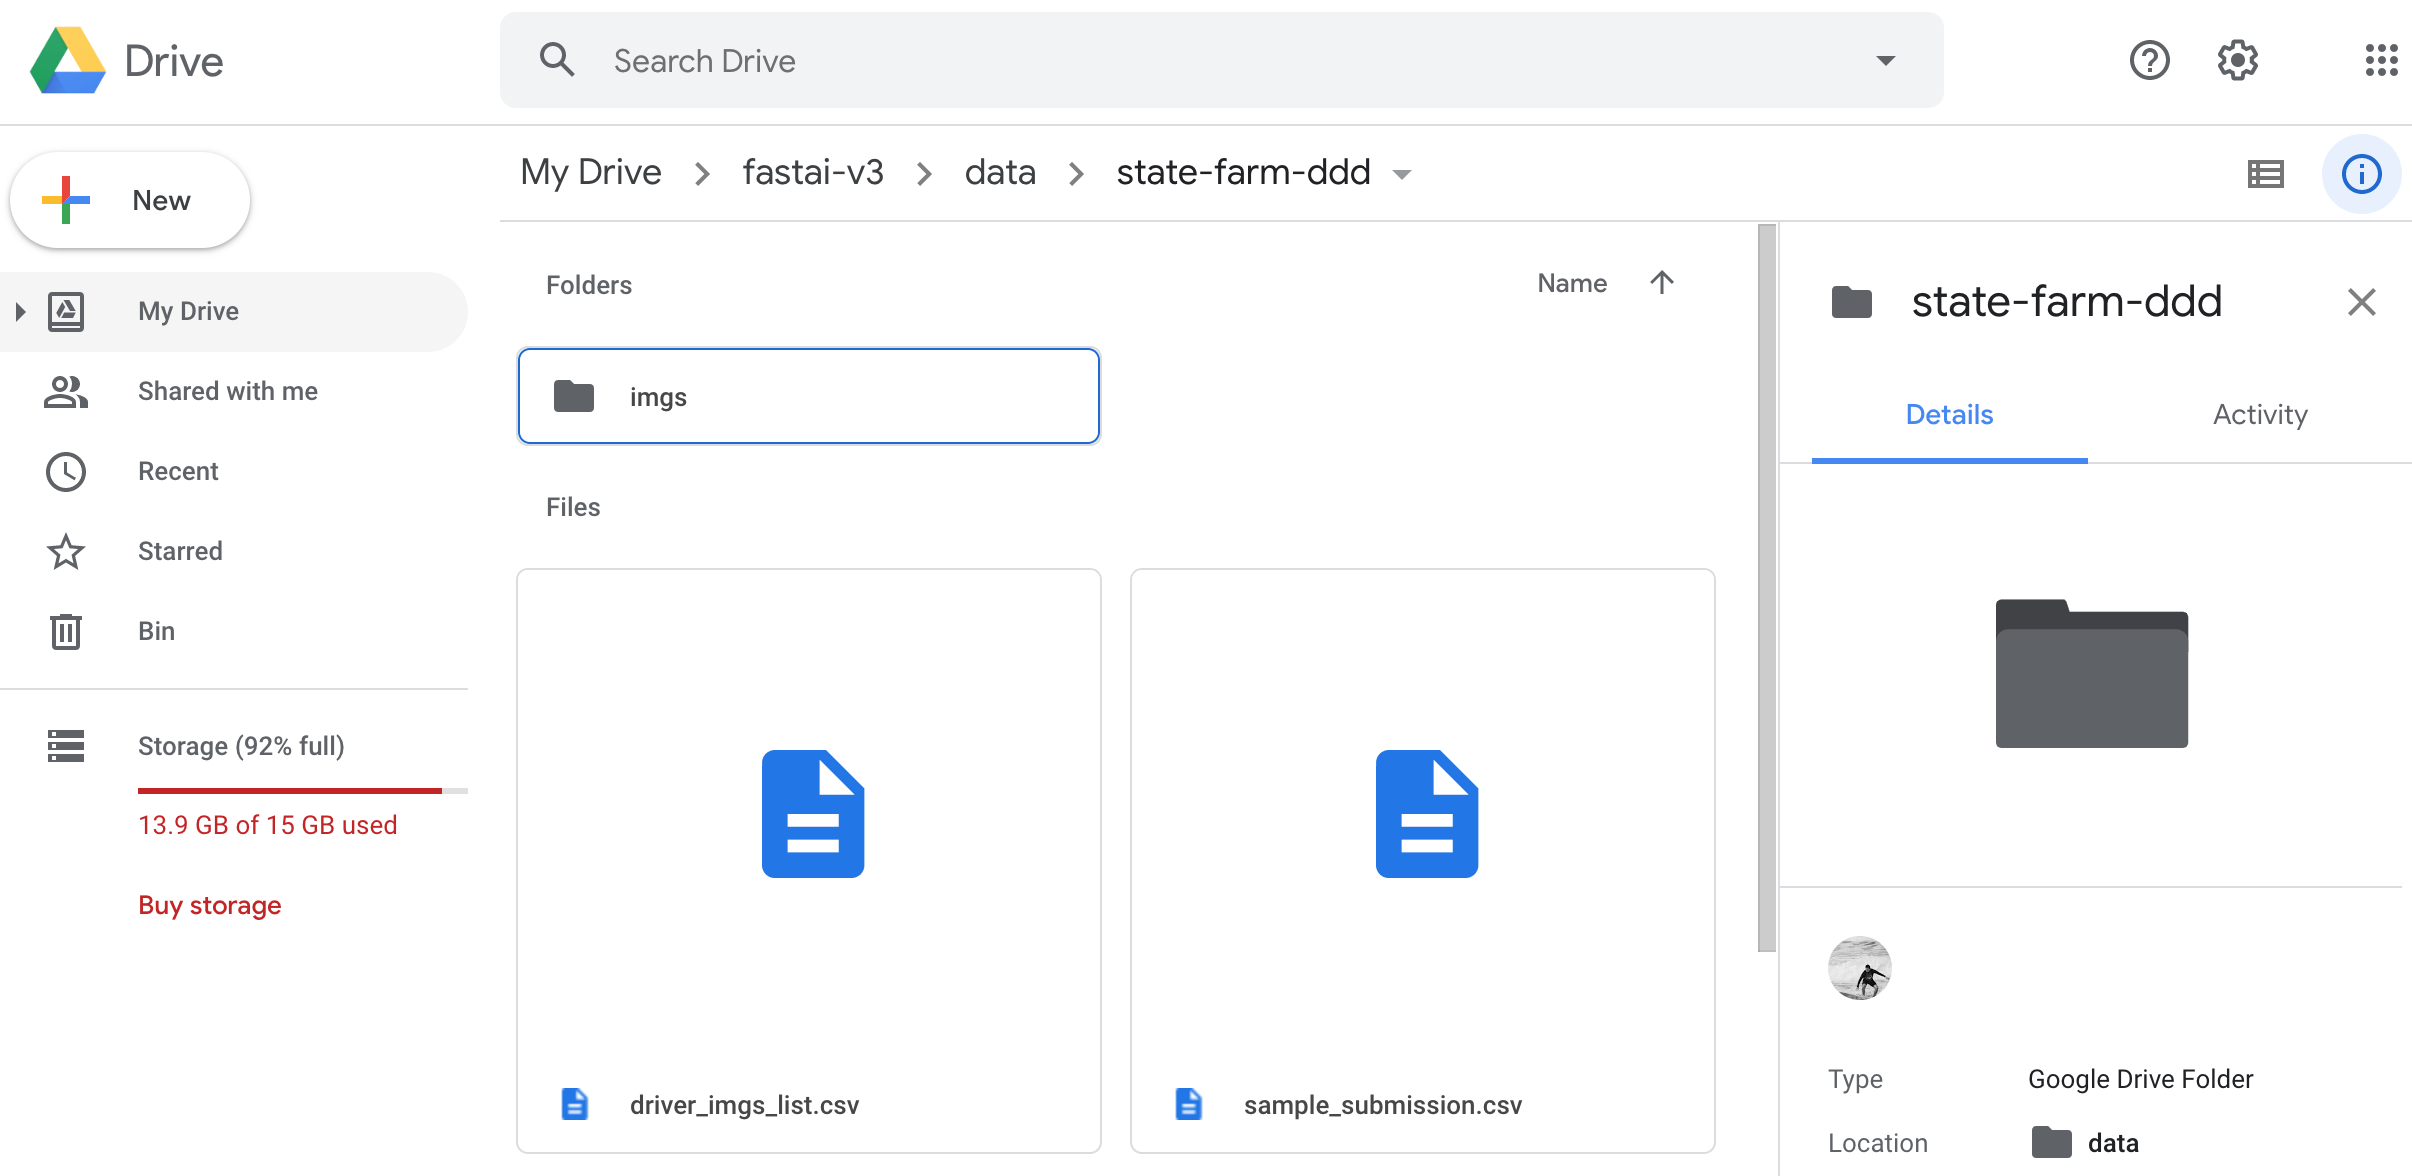 Drive
Search Drive
New
My Drive
Shared with me
Recent
Starred
Bin
Storage (92% full)
13.9 GB of 15 GB used
Buy storage
My Drive > fastai-v3 > data > state-farm-ddd
Folders
Name
imgs
Files
driver_imgs_list.csv
sample_submission.csv
state-farm-ddd
Details
Activity
Type
Google Drive Folder
Location
data